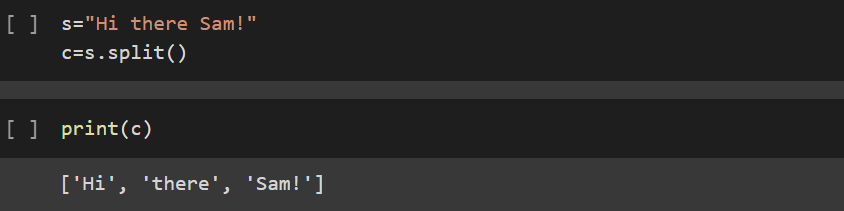 [ ] s="Hi there Sam!"
c=s.split()
[ ] print(c)
['Hi', 'there', 'Sam!']